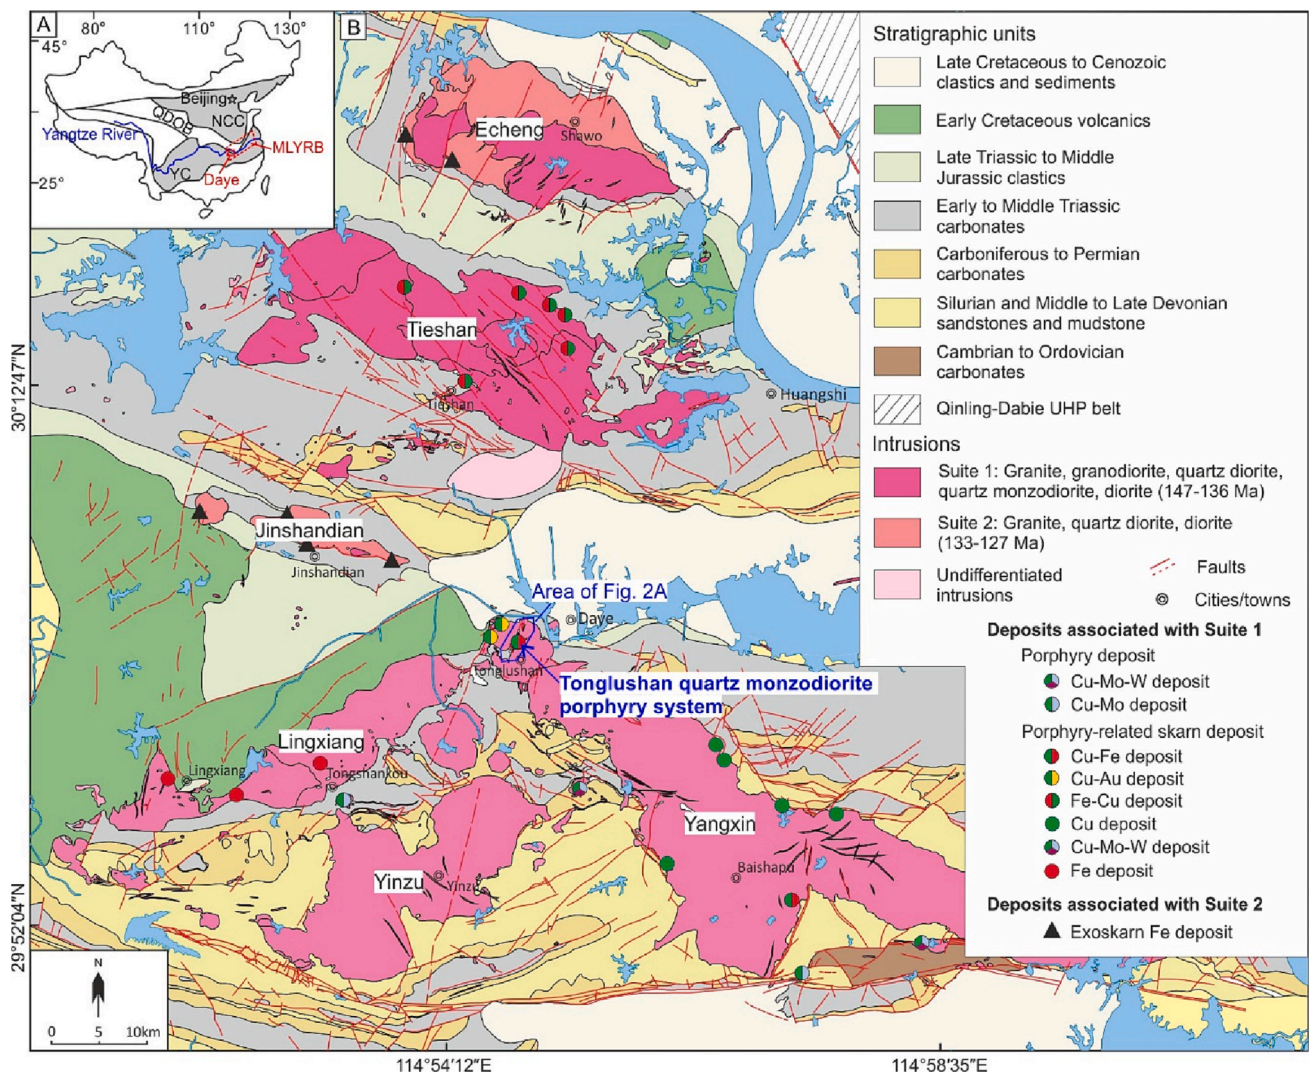 A
80°
110°
130°
45°
Beijing
QDOB
NCC
Yangtze River
MLYRB
YC
Daye
25°
B
Echeng
Shawo
Tieshan
Tieshan
Huangshi
Jinshandian
Jinshandian
Area of Fig. 2A
Daye
Tonglushan
Tonglushan quartz monzodiorite
porphyry system
Lingxiang
Lingxiang
Tongshankou
Yangxin
Baishapu
Yinzu
Yinzu
30°12'47"N
29°52'04"N
N
0 5 10km
114°54'12"E
114°58'35"E
Stratigraphic units
Late Cretaceous to Cenozoic
clastics and sediments
Early Cretaceous volcanics
Late Triassic to Middle
Jurassic clastics
Early to Middle Triassic
carbonates
Carboniferous to Permian
carbonates
Silurian and Middle to Late Devonian
sandstones and mudstone
Cambrian to Ordovician
carbonates
Qinling-Dabie UHP belt
Intrusions
Suite 1: Granite, granodiorite, quartz diorite,
quartz monzodiorite, diorite (147-136 Ma)
Suite 2: Granite, quartz diorite, diorite
(133-127 Ma)
Undifferentiated
intrusions
Faults
Cities/towns
Deposits associated with Suite 1
Porphyry deposit
Cu-Mo-W deposit
Cu-Mo deposit
Porphyry-related skarn deposit
Cu-Fe deposit
Cu-Au deposit
Fe-Cu deposit
Cu deposit
Cu-Mo-W deposit
Fe deposit
Deposits associated with Suite 2
Exoskarn Fe deposit